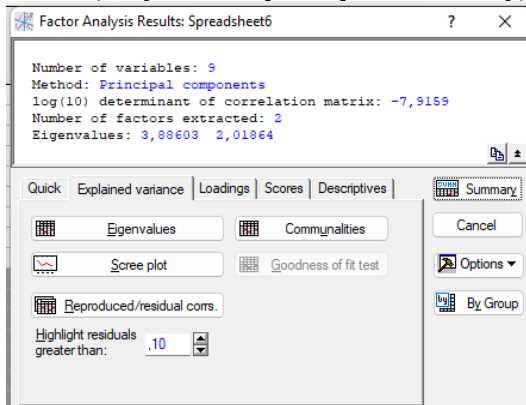 Factor Analysis Results: Spreadsheet6
Number of variables: 9
Method: Principal components
log(10) determinant of correlation matrix: -7,9159
Number of factors extracted: 2
Eigenvalues: 3,88603 2,01864
Quick Explained variance Loadings Scores Descriptives
Summary
Eigenvalues Communalities
Cancel
Scree plot Goodness of fit test
Options
Reproduced/residual corrs.
By Group
Highlight residuals
greater than: .10